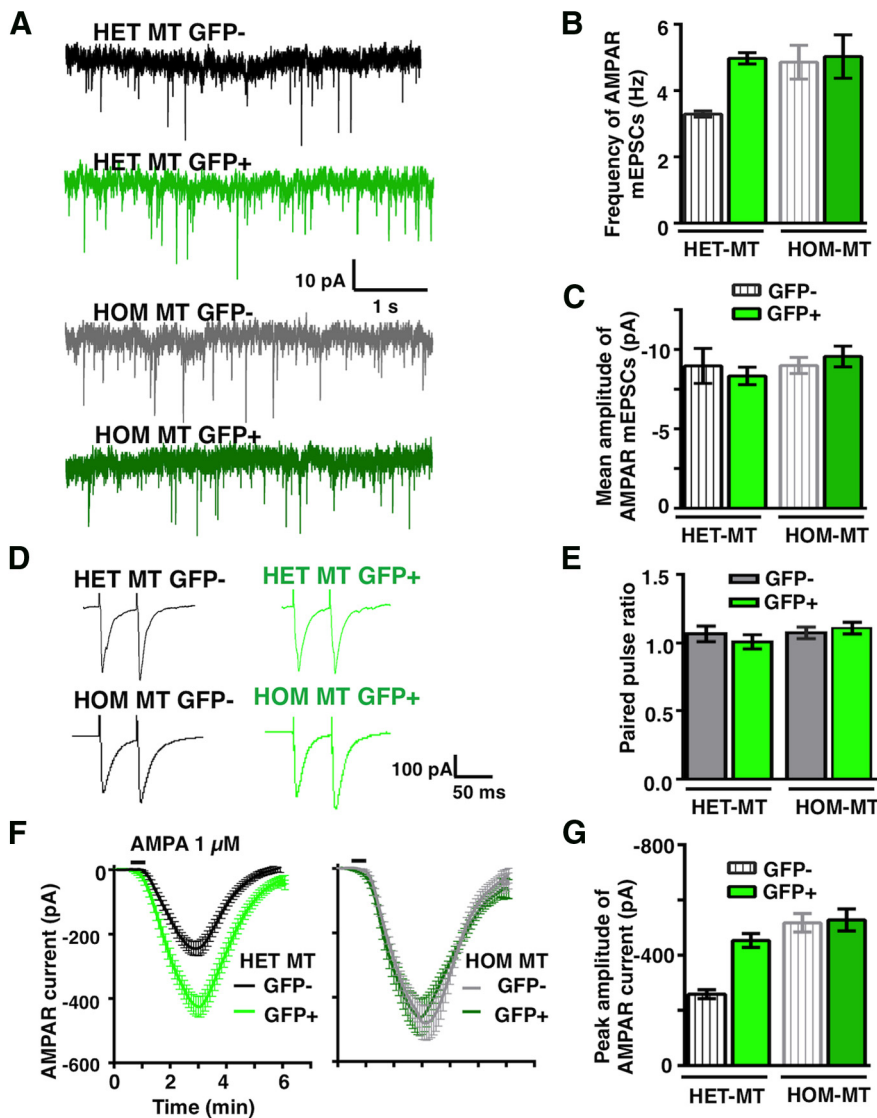 A
HET MT GFP-
HET MT GFP+
10 pA
1 s
HOM MT GFP-
HOM MT GFP+
B
Frequency of AMPAR
mEPSCs (Hz)
6
4
2
0
HET-MT
HOM-MT
C
GFP-
GFP+
Mean amplitude of
AMPAR mEPSCs (pA)
-10
-5
0
HET-MT
HOM-MT
D
HET MT GFP-
HET MT GFP+
HOM MT GFP-
HOM MT GFP+
100 pA
50 ms
E
GFP-
GFP+
Paired pulse ratio
1.5
1.0
0.5
0.0
HET-MT
HOM-MT
F
AMPA 1 µM
AMPAR current (pA)
0
-200
-400
-600
HET MT
GFP-
GFP+
HOM MT
GFP-
GFP+
0
2
4
6
Time (min)
G
GFP-
GFP+
Peak amplitude of
AMPAR current (pA)
-800
-400
0
HET-MT
HOM-MT